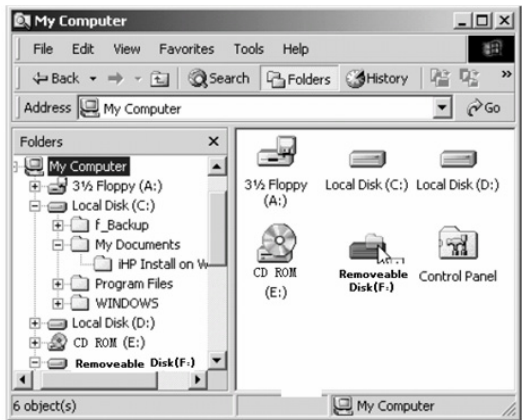 My Computer
File Edit View Favorites Tools Help
Back Search Folders History »
Address My Computer Go
Folders x
My Computer
3½ Floppy (A:)
Local Disk (C:)
f_Backup
My Documents
iHP Install on W
Program Files
WINDOWS
Local Disk (D:)
CD ROM (E:)
Removeable Disk(F:)
3½ Floppy (A:)
Local Disk (C:)
Local Disk (D:)
CD ROM
(E:)
Removeable
Disk(F:)
Control Panel
6 object(s) My Computer